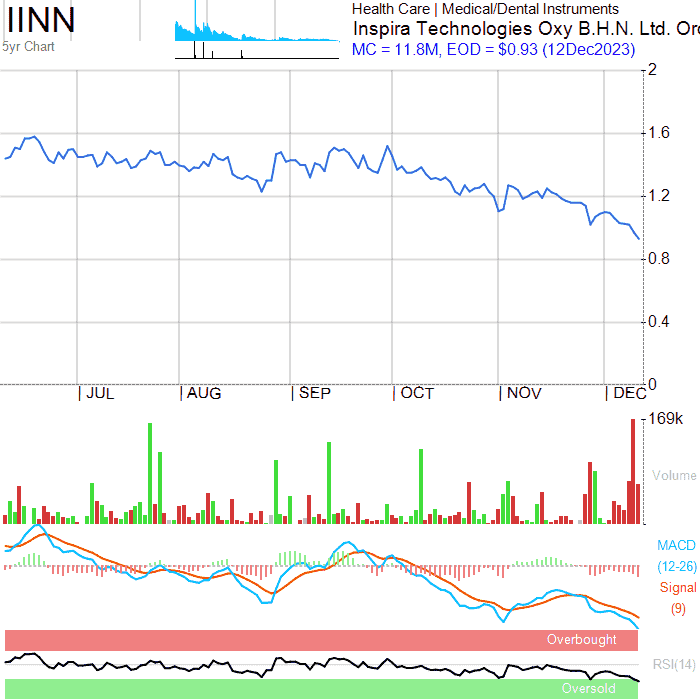 IINN
5yr Chart
Health Care | Medical/Dental Instruments
Inspira Technologies Oxy B.H.N. Ltd. Orc
MC = 11.8M, EOD = $0.93 (12Dec2023)
2
1.6
1.2
0.8
0.4
0
JUL AUG SEP OCT NOV DEC
169k
Volume
MACD
(12-26)
Signal
(9)
Overbought
RSI(14)
Oversold